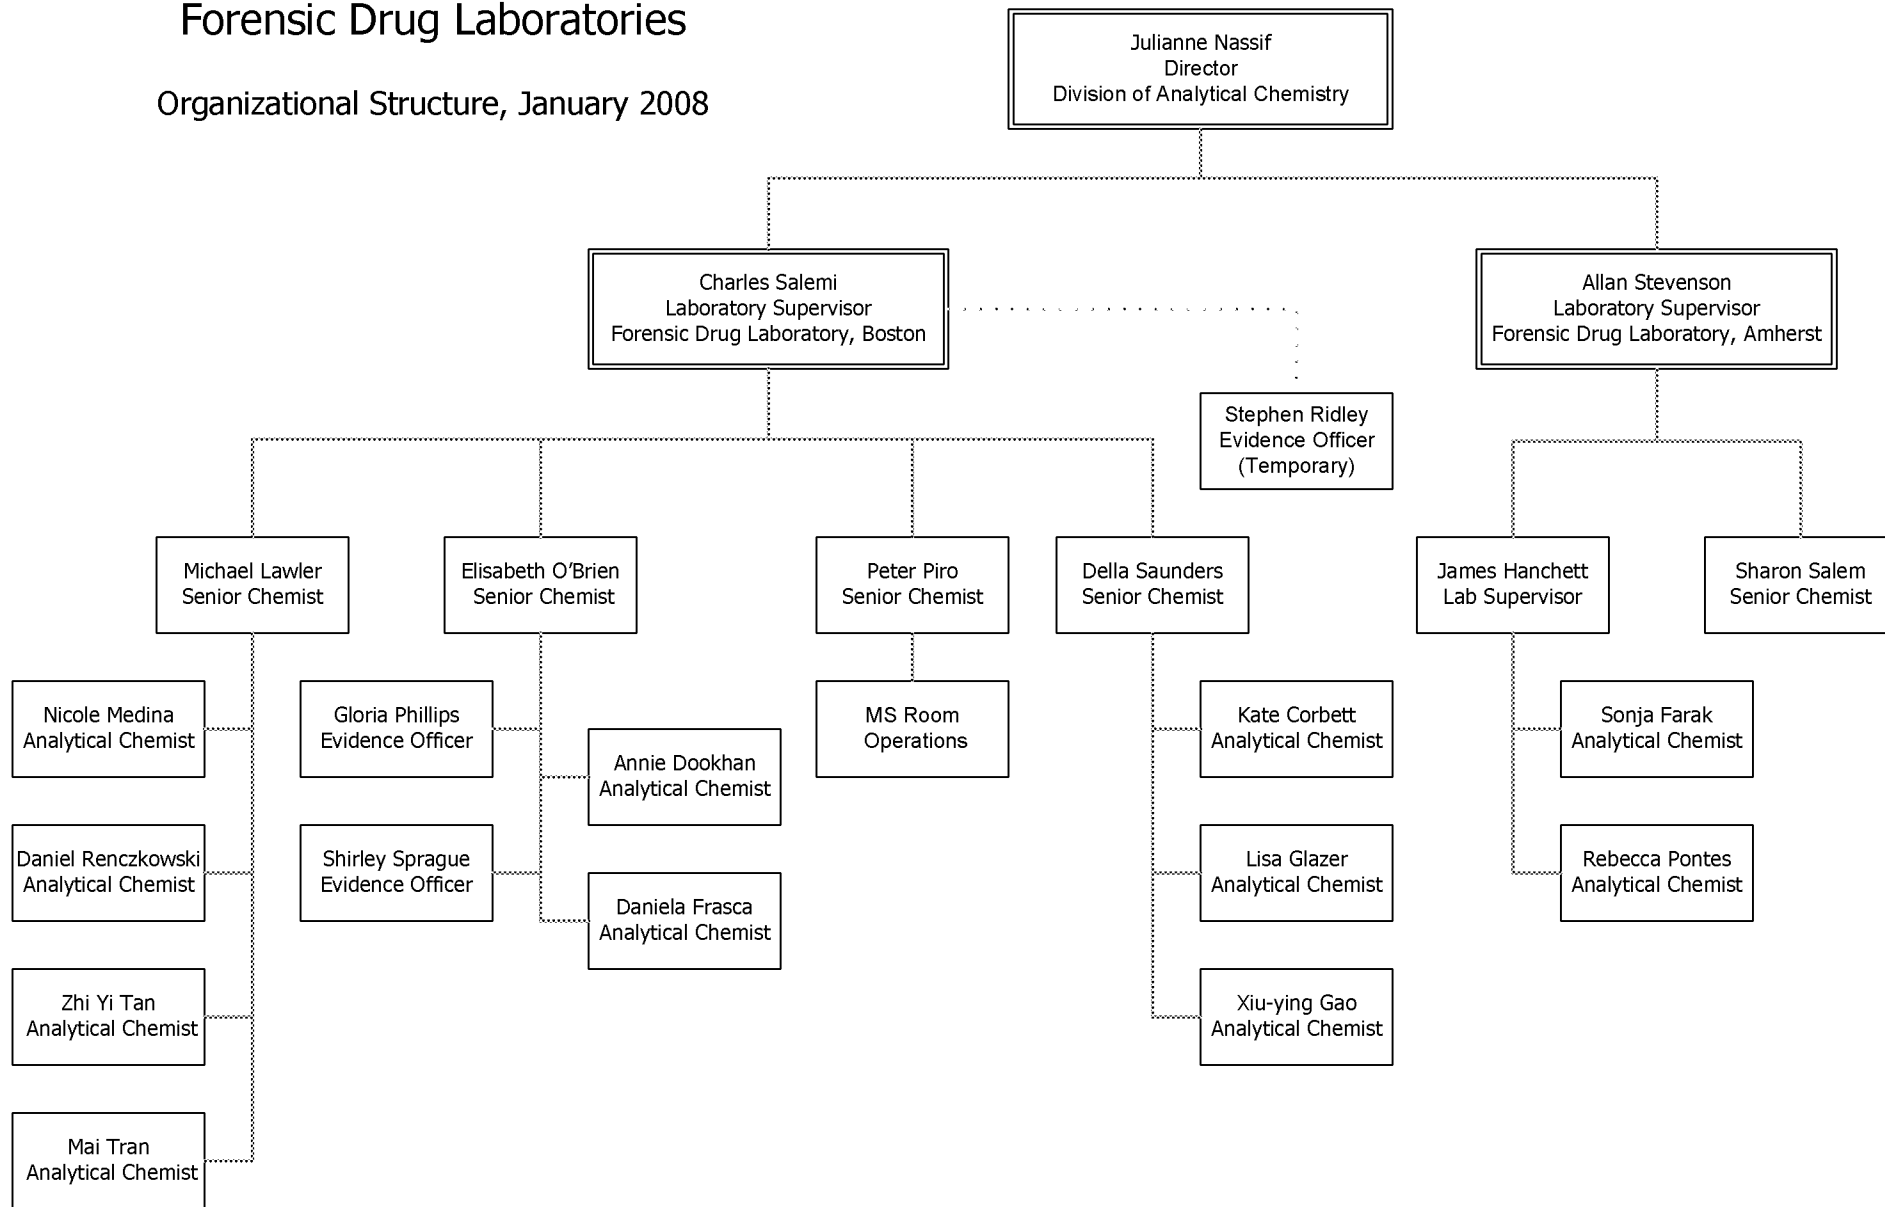 Forensic Drug Laboratories
Organizational Structure, January 2008
Julianne Nassif
Director
Division of Analytical Chemistry
Charles Salemi
Laboratory Supervisor
Forensic Drug Laboratory, Boston
Allan Stevenson
Laboratory Supervisor
Forensic Drug Laboratory, Amherst
Stephen Ridley
Evidence Officer
(Temporary)
Michael Lawler
Senior Chemist
Elisabeth O’Brien
Senior Chemist
Peter Piro
Senior Chemist
Della Saunders
Senior Chemist
James Hanchett
Lab Supervisor
Sharon Salem
Senior Chemist
Nicole Medina
Analytical Chemist
Daniel Renczkowski
Analytical Chemist
Zhi Yi Tan
Analytical Chemist
Mai Tran
Analytical Chemist
Gloria Phillips
Evidence Officer
Shirley Sprague
Evidence Officer
Annie Dookhan
Analytical Chemist
Daniela Frasca
Analytical Chemist
MS Room
Operations
Kate Corbett
Analytical Chemist
Lisa Glazer
Analytical Chemist
Xiu-ying Gao
Analytical Chemist
Sonja Farak
Analytical Chemist
Rebecca Pontes
Analytical Chemist